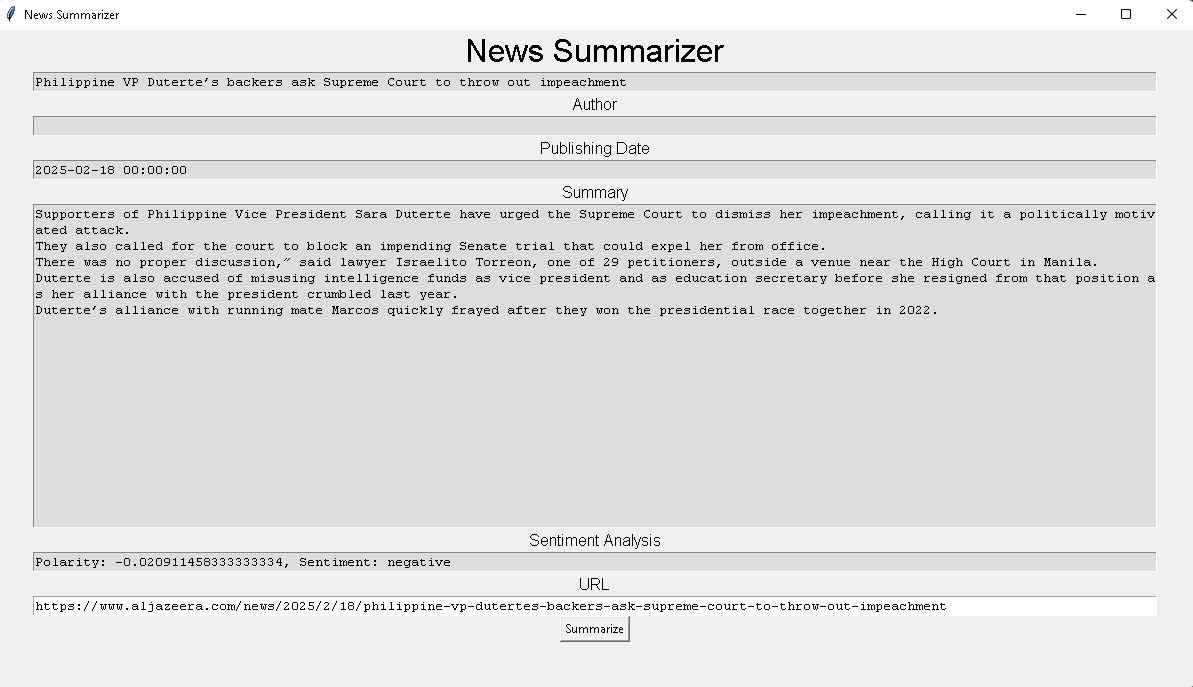 News Summarizer
News Summarizer
Philippine VP Duterte’s backers ask Supreme Court to throw out impeachment
Author
Publishing Date
2025-02-18 00:00:00
Summary
Supporters of Philippine Vice President Sara Duterte have urged the Supreme Court to dismiss her impeachment, calling it a politically motiv
ated attack.
They also called for the court to block an impending Senate trial that could expel her from office.
There was no proper discussion,” said lawyer Israelito Torreon, one of 29 petitioners, outside a venue near the High Court in Manila.
Duterte is also accused of misusing intelligence funds as vice president and as education secretary before she resigned from that position a
s her alliance with the president crumbled last year.
Duterte’s alliance with running mate Marcos quickly frayed after they won the presidential race together in 2022.
Sentiment Analysis
Polarity: -0.020911458333333334, Sentiment: negative
URL
https://www.aljazeera.com/news/2025/2/18/philippine-vp-dutertes-backers-ask-supreme-court-to-throw-out-impeachment
Summarize